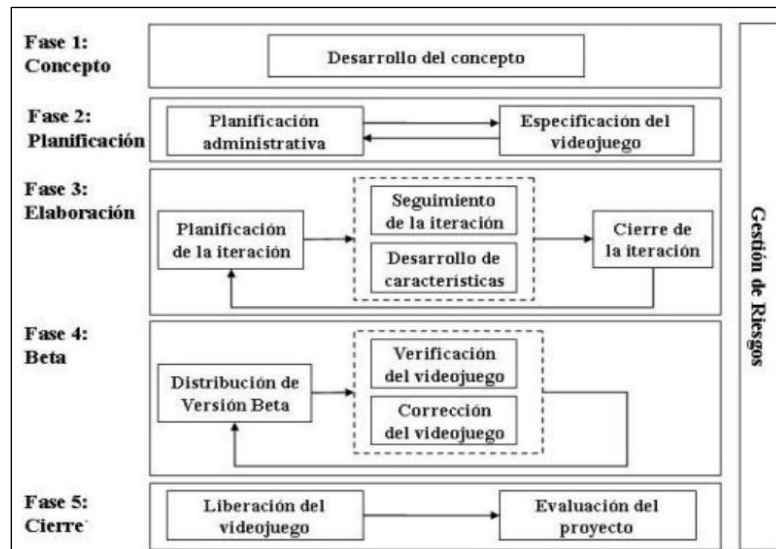 Fase 1:
Concepto
Desarrollo del concepto
Fase 2:
Planificación
Planificación
administrativa
Especificación del
videojuego
Fase 3:
Elaboración
Planificación
de la iteración
Seguimiento
de la iteración
Desarrollo de
características
Cierre de
la iteración
Fase 4:
Beta
Distribución de
Versión Beta
Verificación
del videojuego
Corrección
del videojuego
Fase 5:
Cierre
Liberación del
videojuego
Evaluación del
proyecto
Gestión de Riesgos